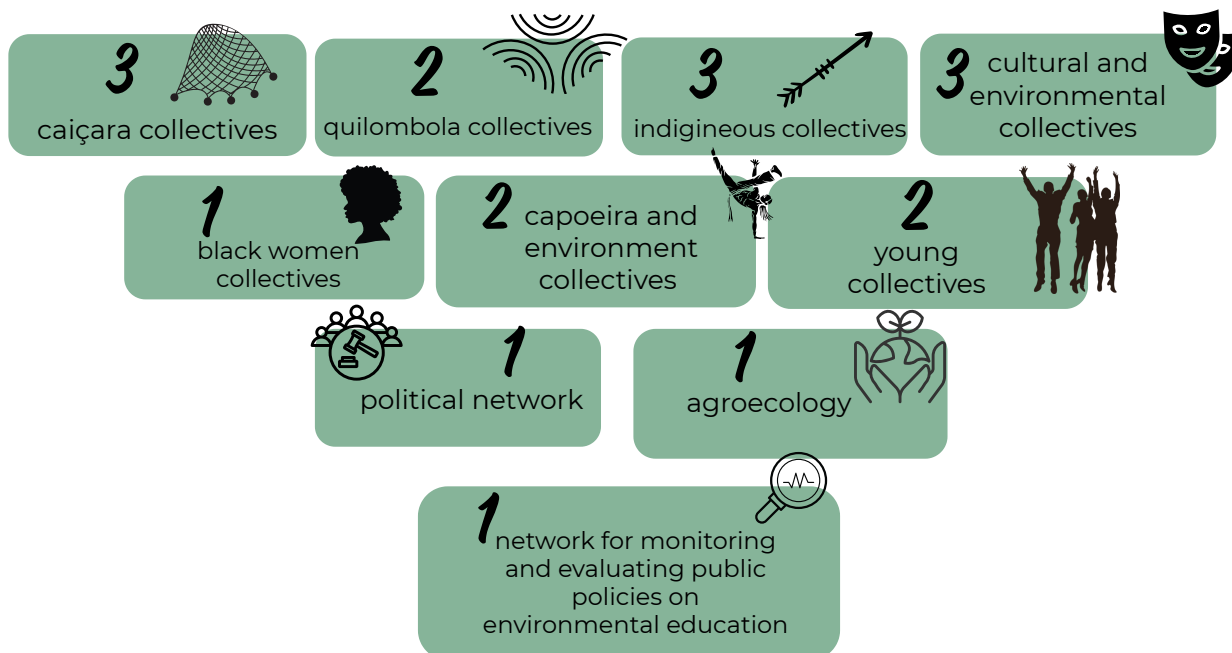 3
caiçara collectives
2
quilombola collectives
3
indigineous collectives
3 cultural and
environmental
collectives
1
black women
collectives
2 capoeira and
environment
collectives
2
young
collectives
1
political network
1
agroecology
1 network for monitoring
and evaluating public
policies on
environmental education